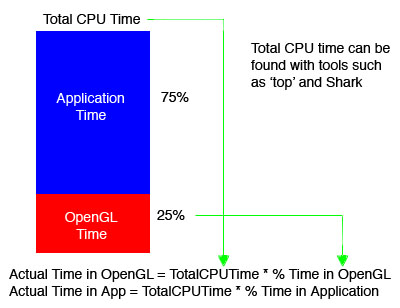 Total CPU Time
Total CPU time can be
found with tools such
as ‘top’ and Shark
Application
Time
75%
OpenGL
Time
25%
Actual Time in OpenGL = TotalCPUTime * % Time in OpenGL
Actual Time in App = TotalCPUTime * % Time in Application